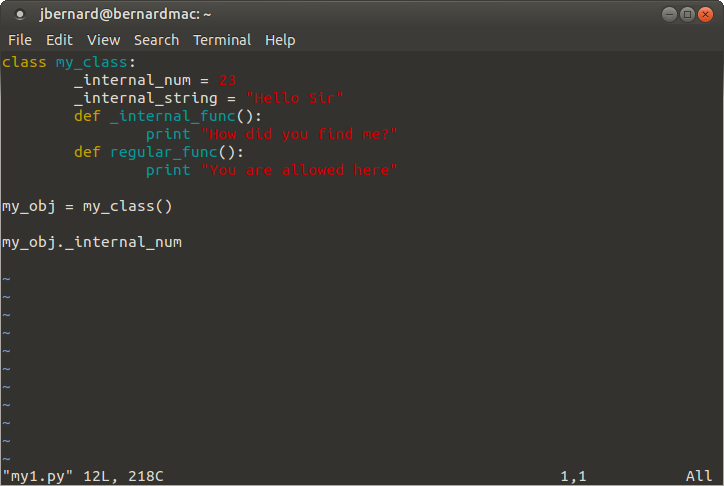 jbernard@bernardmac: ~
File Edit View Search Terminal Help
class my_class:
        _internal_num = 23
        _internal_string = "Hello Sir"
        def _internal_func():
                print "How did you find me?"
        def regular_func():
                print "You are allowed here"
my_obj = my_class()
my_obj._internal_num
~
~
~
~
~
~
~
~
~
~
~
"my1.py" 12L, 218C 1,1 All